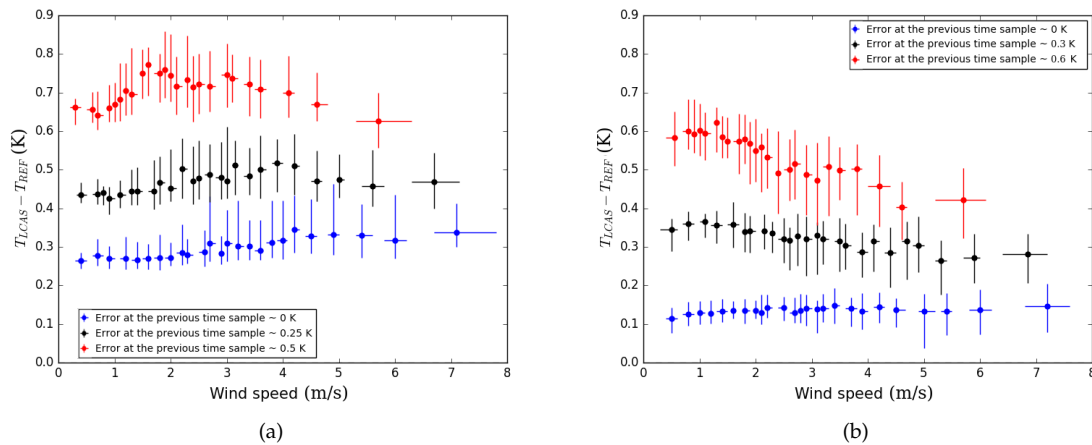 0.9
0.8
0.7
0.6
0.5
0.4
0.3
0.2
0.1
0.0
T_LCAS − T_REF (K)
Error at the previous time sample ~ 0 K
Error at the previous time sample ~ 0.25 K
Error at the previous time sample ~ 0.5 K
0 1 2 3 4 5 6 7 8
Wind speed (m/s)
(a)
0.9
0.8
0.7
0.6
0.5
0.4
0.3
0.2
0.1
0.0
T_LCAS − T_REF (K)
Error at the previous time sample ~ 0 K
Error at the previous time sample ~ 0.3 K
Error at the previous time sample ~ 0.6 K
0 1 2 3 4 5 6 7 8
Wind speed (m/s)
(b)